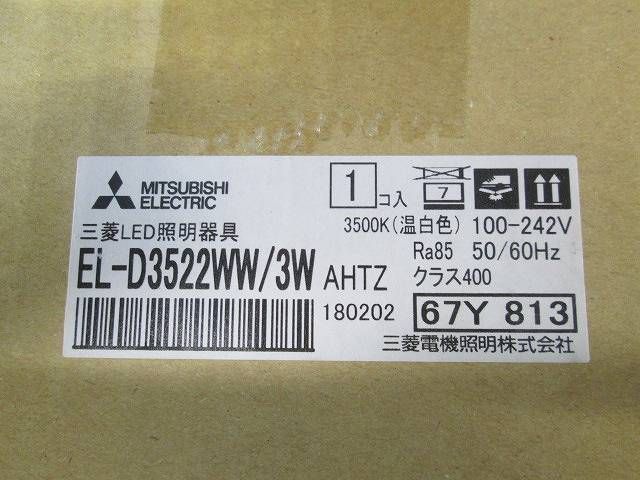 MITSUBISHI
ELECTRIC
1 コ入
7
三菱LED照明器具
3500K(温白色) 100-242V
Ra85 50/60Hz
EL-D3522WW/3W AHTZ
クラス400
180202
67Y 813
三菱電機照明株式会社